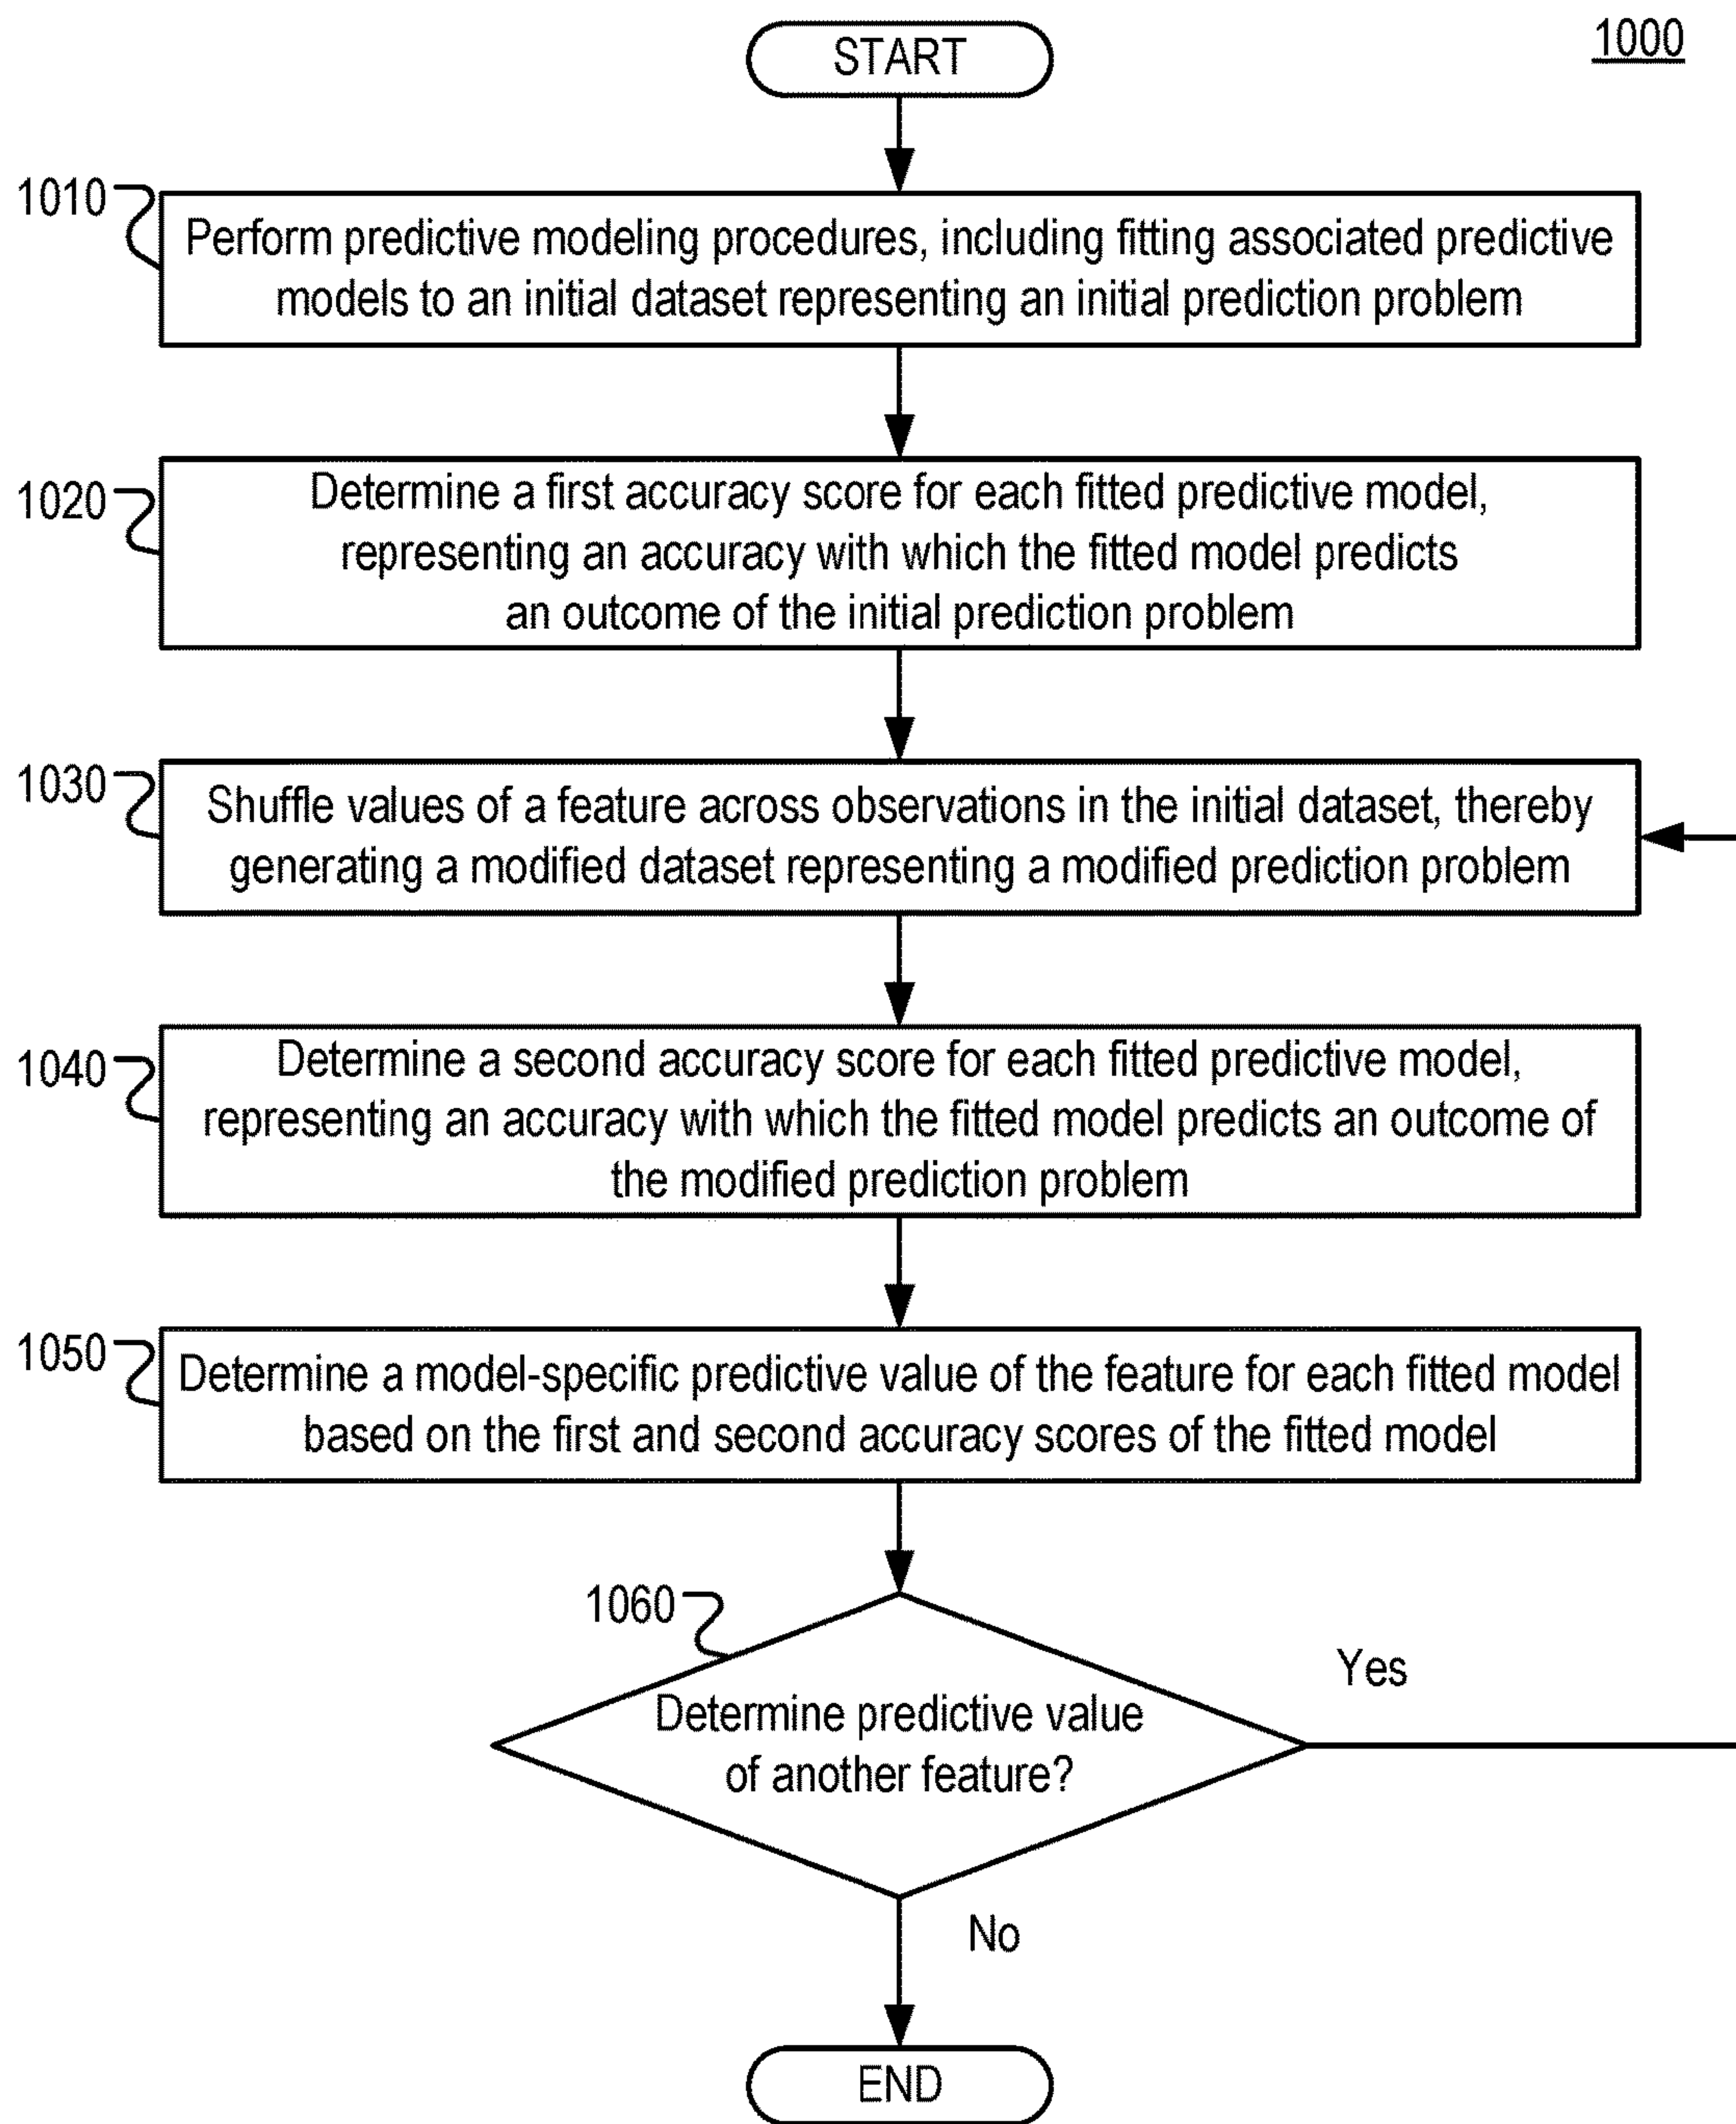 START
1000
1010
Perform predictive modeling procedures, including fitting associated predictive
models to an initial dataset representing an initial prediction problem
1020
Determine a first accuracy score for each fitted predictive model,
representing an accuracy with which the fitted model predicts
an outcome of the initial prediction problem
1030
Shuffle values of a feature across observations in the initial dataset, thereby
generating a modified dataset representing a modified prediction problem
1040
Determine a second accuracy score for each fitted predictive model,
representing an accuracy with which the fitted model predicts an outcome of
the modified prediction problem
1050
Determine a model-specific predictive value of the feature for each fitted model
based on the first and second accuracy scores of the fitted model
1060
Determine predictive value
of another feature?
Yes
No
END